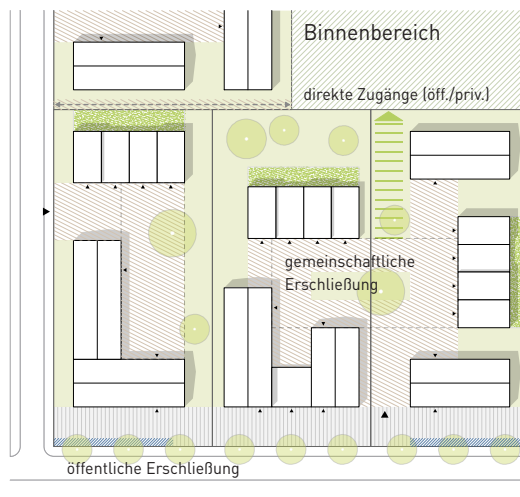 Binnenbereich
direkte Zugänge (öff./priv.)
gemeinschaftliche
Erschließung
öffentliche Erschließung